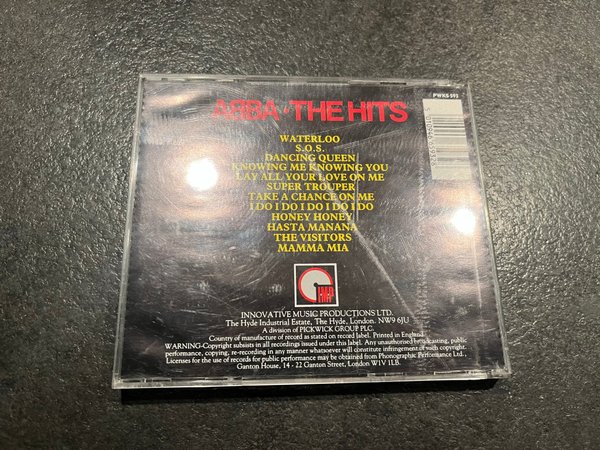 PWKS 593
ABBA · THE HITS
WATERLOO
S.O.S.
DANCING QUEEN
KNOWING ME KNOWING YOU
LAY ALL YOUR LOVE ON ME
SUPER TROUPER
TAKE A CHANCE ON ME
I DO I DO I DO I DO I DO
HONEY HONEY
HASTA MANANA
THE VISITORS
MAMMA MIA
IMP
INNOVATIVE MUSIC PRODUCTIONS LTD.
The Hyde Industrial Estate, The Hyde, London. NW9 6JU
A division of PICKWICK GROUP PLC.
Country of manufacture of record as stated on record label. Printed in England.
WARNING-Copyright subsists in all recordings issued under this label. Any unauthorised broadcasting, public
performance, copying, re-recording in any manner whatsoever will constitute infringement of such copyright.
Licenses for the use of records for public performance may be obtained from Phonographic Performance Ltd.,
Ganton House, 14 - 22 Ganton Street, London W1V 1LB.